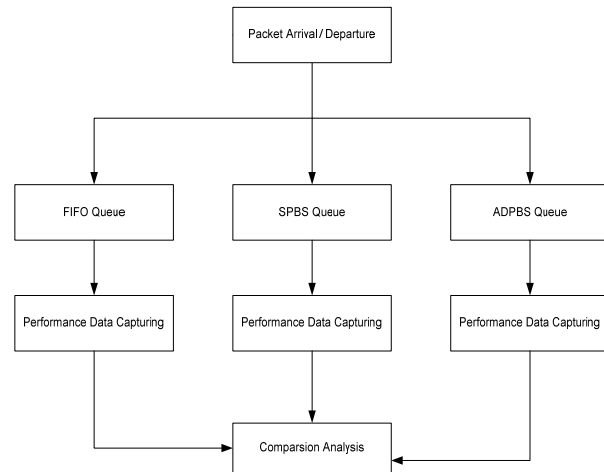 Packet Arrival/Departure
FIFO Queue
SPBS Queue
ADPBS Queue
Performance Data Capturing
Performance Data Capturing
Performance Data Capturing
Comparsion Analysis